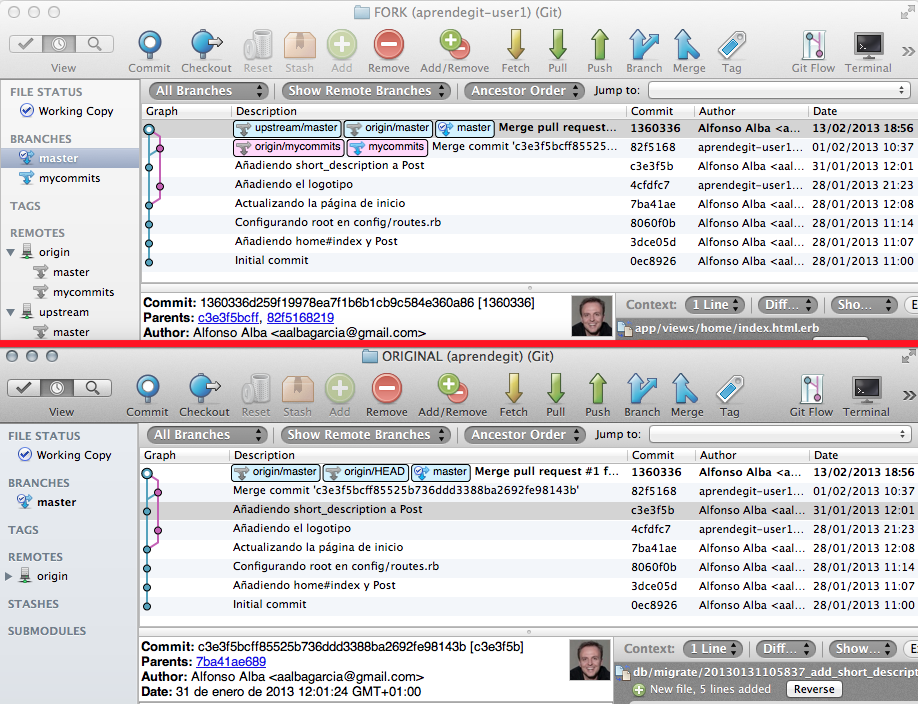 FORK (aprendegit-user1) (Git)
View Commit Checkout Reset Stash Add Remove Add/Remove Fetch Pull Push Branch Merge Tag Git Flow Terminal
FILE STATUS
Working Copy
BRANCHES
master
mycommits
TAGS
REMOTES
origin
master
mycommits
upstream
master
All Branches Show Remote Branches Ancestor Order Jump to:
Graph Description Commit Author Date
upstream/master origin/master master Merge pull request... 1360336 Alfonso Alba <a... 13/02/2013 18:56
origin/mycommits mycommits Merge commit 'c3e3f5bcff85525... 82f5168 aprendegit-user1... 01/02/2013 10:37
Añadiendo short_description a Post c3e3f5b Alfonso Alba <aal... 31/01/2013 12:01
Añadiendo el logotipo 4cfdfc7 aprendegit-user1... 28/01/2013 21:23
Actualizando la página de inicio 7ba41ae Alfonso Alba <aal... 28/01/2013 12:08
Configurando root en config/routes.rb 8060f0b Alfonso Alba <aal... 28/01/2013 11:14
Añadiendo home#index y Post 3dce05d Alfonso Alba <aal... 28/01/2013 11:07
Initial commit 0ec8926 Alfonso Alba <aal... 28/01/2013 11:00
Commit: 1360336d259f19978ea7f1b6b1cb9c584e360a86 [1360336]
Parents: c3e3f5bcff, 82f5168219
Author: Alfonso Alba <aalbagarcia@gmail.com>
Context: 1 Line Diff... Sho... E
app/views/home/index.html.erb
ORIGINAL (aprendegit) (Git)
View Commit Checkout Reset Stash Add Remove Add/Remove Fetch Pull Push Branch Merge Tag Git Flow Terminal
FILE STATUS
Working Copy
BRANCHES
master
TAGS
REMOTES
origin
STASHES
SUBMODULES
All Branches Show Remote Branches Ancestor Order Jump to:
Graph Description Commit Author Date
origin/master origin/HEAD master Merge pull request #1 f... 1360336 Alfonso Alba <a... 13/02/2013 18:56
Merge commit 'c3e3f5bcff85525b736ddd3388ba2692fe98143b' 82f5168 aprendegit-user1... 01/02/2013 10:37
Añadiendo short_description a Post c3e3f5b Alfonso Alba <aal... 31/01/2013 12:01
Añadiendo el logotipo 4cfdfc7 aprendegit-user1... 28/01/2013 21:23
Actualizando la página de inicio 7ba41ae Alfonso Alba <aal... 28/01/2013 12:08
Configurando root en config/routes.rb 8060f0b Alfonso Alba <aal... 28/01/2013 11:14
Añadiendo home#index y Post 3dce05d Alfonso Alba <aal... 28/01/2013 11:07
Initial commit 0ec8926 Alfonso Alba <aal... 28/01/2013 11:00
Commit: c3e3f5bcff85525b736ddd3388ba2692fe98143b [c3e3f5b]
Parents: 7ba41ae689
Author: Alfonso Alba <aalbagarcia@gmail.com>
Date: 31 de enero de 2013 12:01:24 GMT+01:00
Context: 1 Line Diff... Show... E
db/migrate/20130131105837_add_short_descript
New file, 5 lines added Reverse